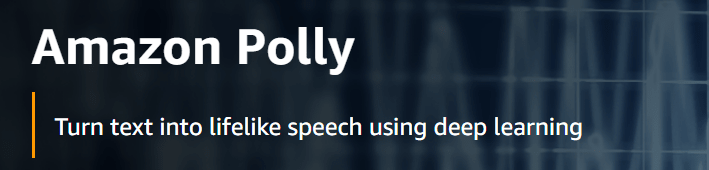 Amazon Polly
Turn text into lifelike speech using deep learning